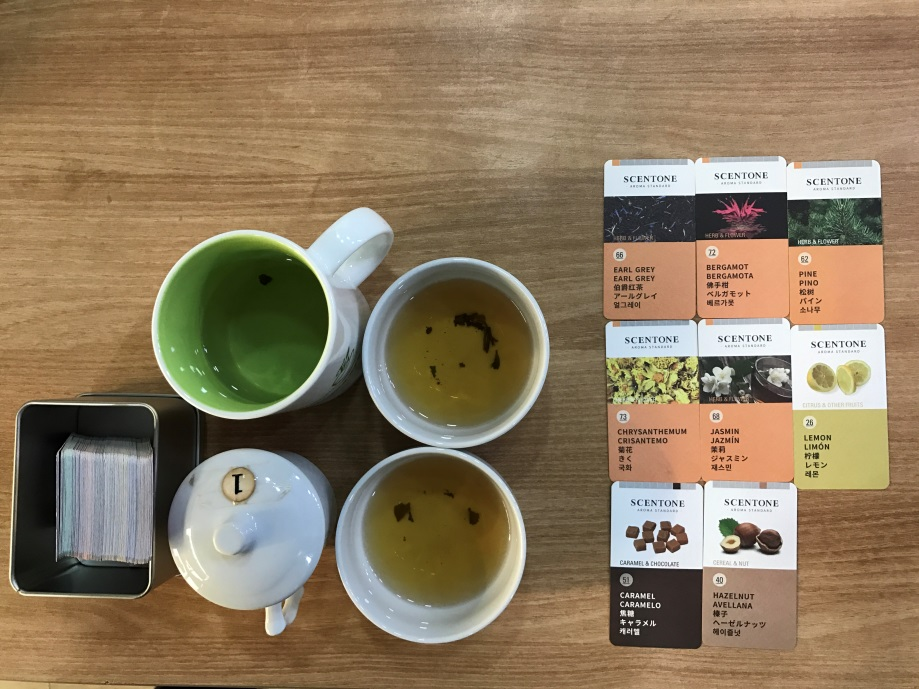 SCENTONE
AROMA STANDARD
HERB & FLOWER
66
EARL GREY
EARL GREY
伯爵红茶
アールグレイ
얼그레이
SCENTONE
AROMA STANDARD
HERB & FLOWER
72
BERGAMOT
BERGAMOTA
佛手柑
ベルガモット
베르가못
SCENTONE
AROMA STANDARD
HERB & FLOWER
62
PINE
PINO
松树
パイン
소나무
SCENTONE
AROMA STANDARD
73
CHRYSANTHEMUM
CRISANTEMO
菊花
きく
국화
SCENTONE
AROMA STANDARD
HERB & FLOWER
68
JASMIN
JAZMÍN
茉莉
ジャスミン
재스민
SCENTONE
AROMA STANDARD
CITRUS & OTHER FRUITS
26
LEMON
LIMÓN
柠檬
レモン
레몬
SCENTONE
AROMA STANDARD
CARAMEL & CHOCOLATE
51
CARAMEL
CARAMELO
焦糖
キャラメル
캐러멜
SCENTONE
AROMA STANDARD
CEREAL & NUT
40
HAZELNUT
AVELLANA
榛子
ヘーゼルナッツ
헤이즐넛
1